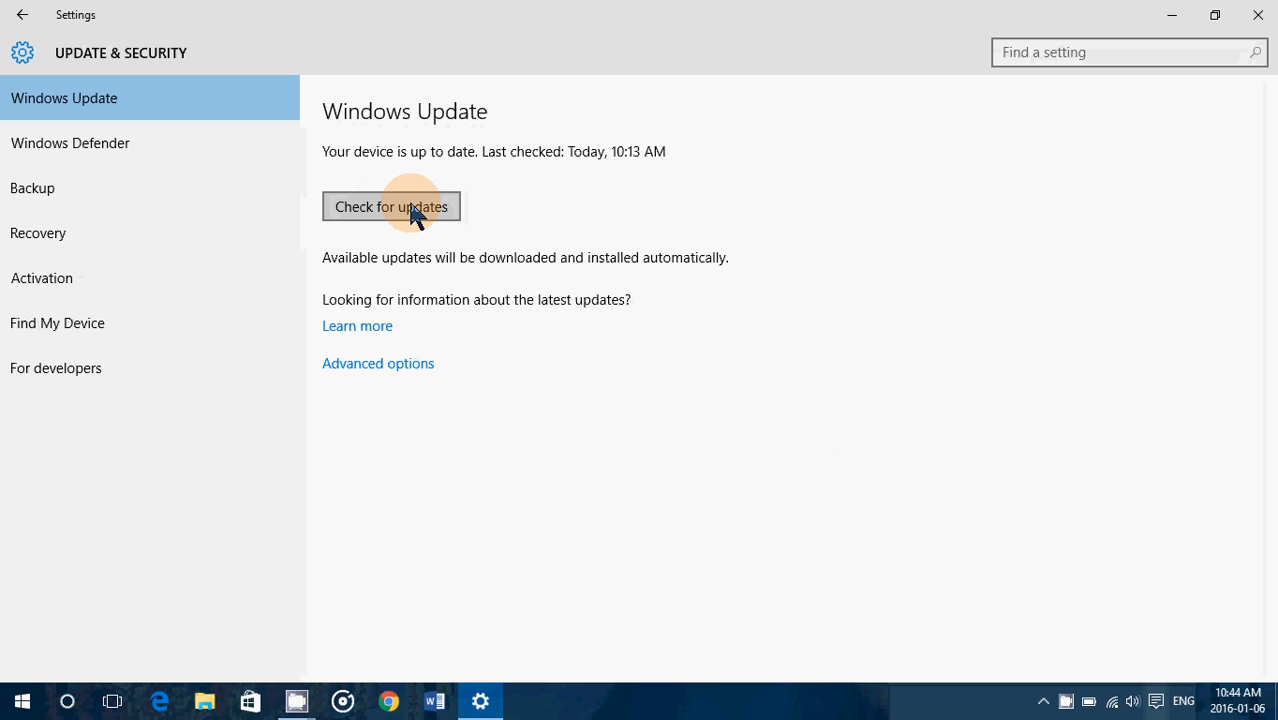 Settings
UPDATE & SECURITY
Find a setting
Windows Update
Windows Defender
Backup
Recovery
Activation
Find My Device
For developers
Windows Update
Your device is up to date. Last checked: Today, 10:13 AM
Check for updates
Available updates will be downloaded and installed automatically.
Looking for information about the latest updates?
Learn more
Advanced options
ENG
10:44 AM
2016-01-06